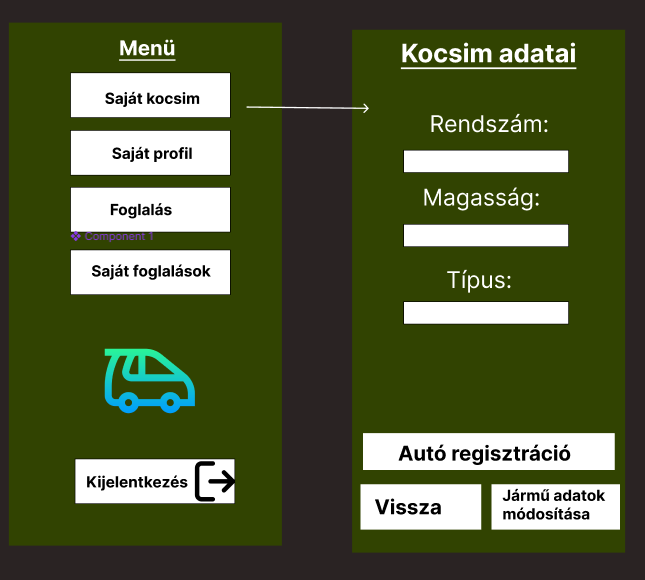 Menü
Saját kocsim
Saját profil
Foglalás
Component 1
Saját foglalások
Kijelentkezés
Kocsim adatai
Rendszám:
Magasság:
Típus:
Autó regisztráció
Vissza
Jármű adatok
módosítása